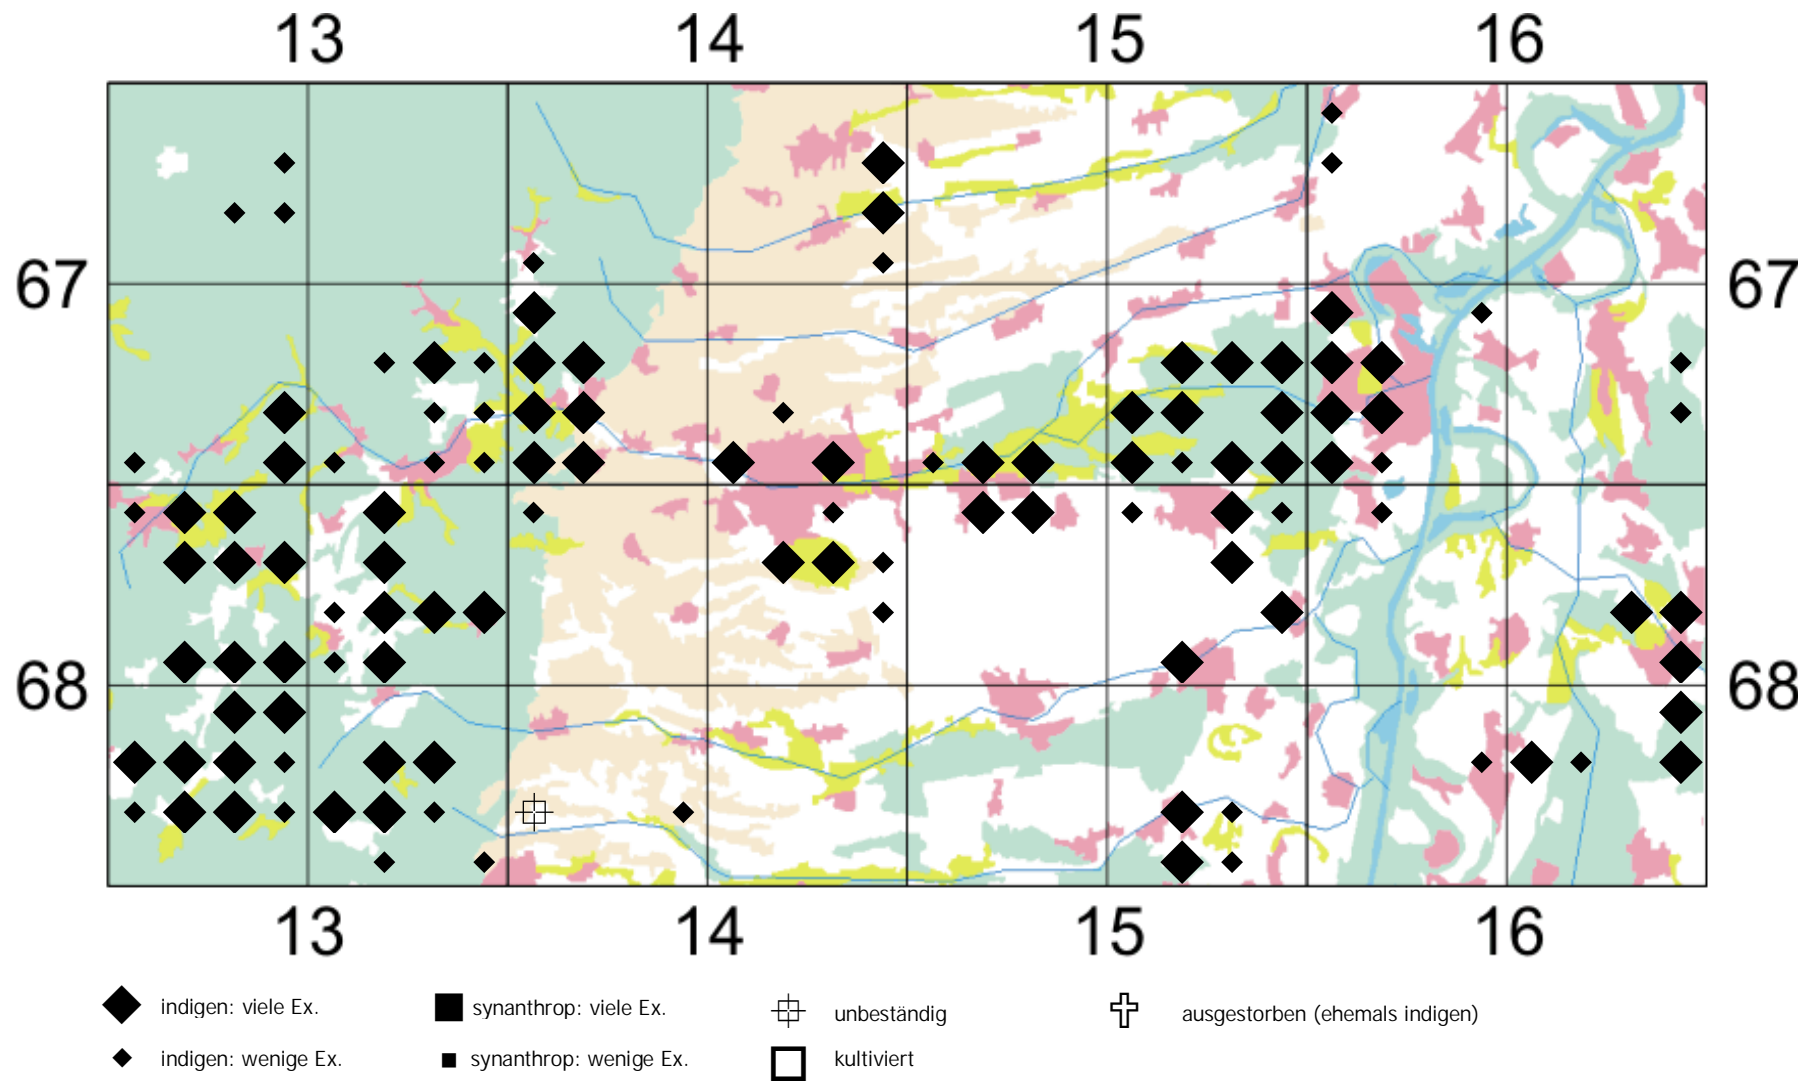 13 14 15 16
67 67
68 68
13 14 15 16
indigen: viele Ex. synanthrop: viele Ex. unbeständig ausgestorben (ehemals indigen)
indigen: wenige Ex. synanthrop: wenige Ex. kultiviert